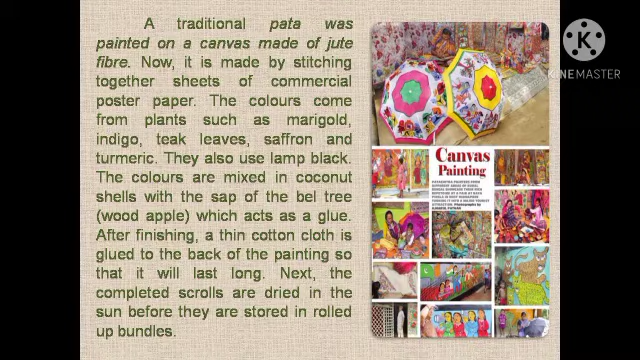 A traditional pata was
painted on a canvas made of jute
fibre. Now, it is made by stitching
together sheets of commercial
poster paper. The colours come
from plants such as marigold,
indigo, teak leaves, saffron and
turmeric. They also use lamp black.
The colours are mixed in coconut
shells with the sap of the bel tree
(wood apple) which acts as a glue.
After finishing, a thin cotton cloth is
glued to the back of the painting so
that it will last long. Next, the
completed scrolls are dried in the
sun before they are stored in rolled
up bundles.
KINEMASTER
Canvas
Painting